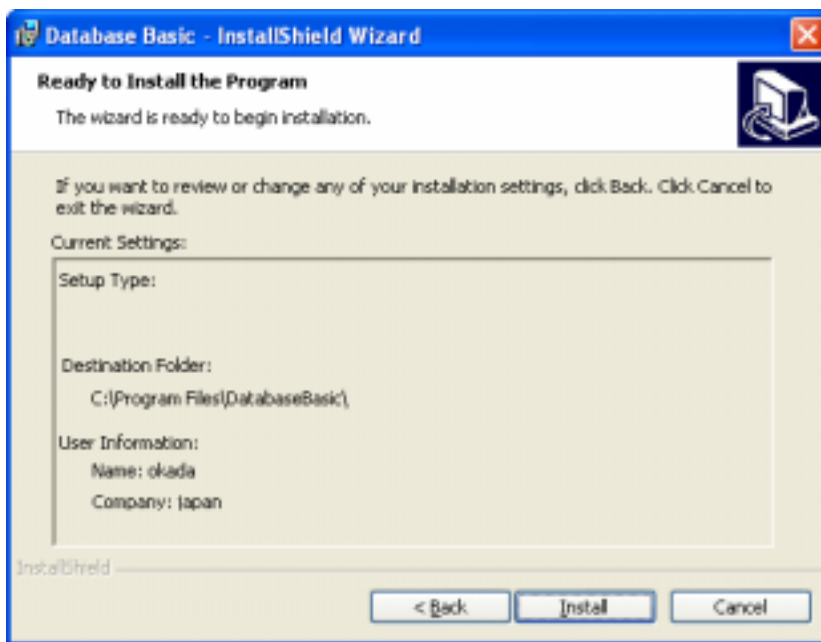 Database Basic - InstallShield Wizard
Ready to Install the Program
The wizard is ready to begin installation.
If you want to review or change any of your installation settings, click Back. Click Cancel to
exit the wizard.
Current Settings:
Setup Type:
Destination Folder:
C:\Program Files\DatabaseBasic\
User Information:
Name: okada
Company: japan
InstallShield
< Back
Install
Cancel